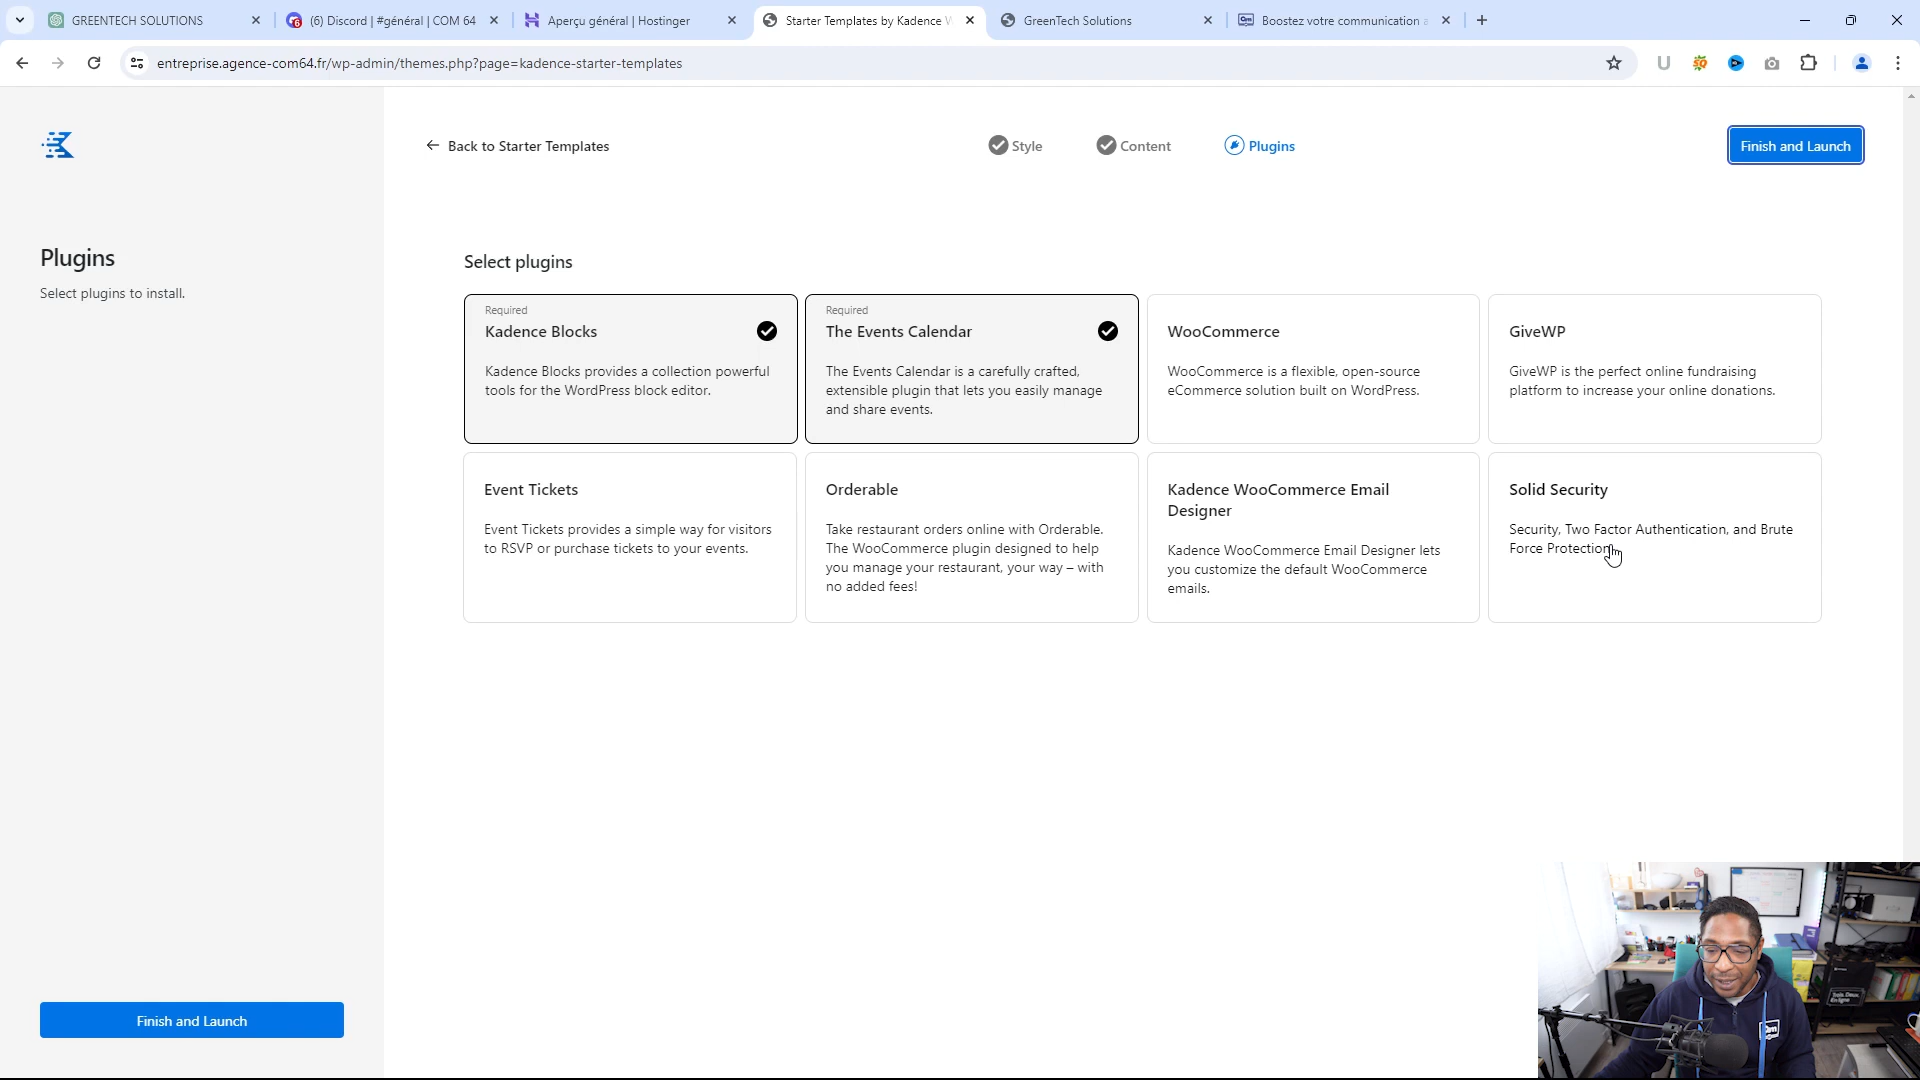 GREENTECH SOLUTIONS
(6) Discord | #général | COM 64
Aperçu général | Hostinger
Starter Templates by Kadence W
GreenTech Solutions
Boostez votre communication a
entreprise.agence-com64.fr/wp-admin/themes.php?page=kadence-starter-templates
Back to Starter Templates
Style
Content
Plugins
Finish and Launch
Plugins
Select plugins to install.
Select plugins
Required
Kadence Blocks
Kadence Blocks provides a collection powerful
tools for the WordPress block editor.
Required
The Events Calendar
The Events Calendar is a carefully crafted,
extensible plugin that lets you easily manage
and share events.
WooCommerce
WooCommerce is a flexible, open-source
eCommerce solution built on WordPress.
GiveWP
GiveWP is the perfect online fundraising
platform to increase your online donations.
Event Tickets
Event Tickets provides a simple way for visitors
to RSVP or purchase tickets to your events.
Orderable
Take restaurant orders online with Orderable.
The WooCommerce plugin designed to help
you manage your restaurant, your way – with
no added fees!
Kadence WooCommerce Email
Designer
Kadence WooCommerce Email Designer lets
you customize the default WooCommerce
emails.
Solid Security
Security, Two Factor Authentication, and Brute
Force Protection
Finish and Launch